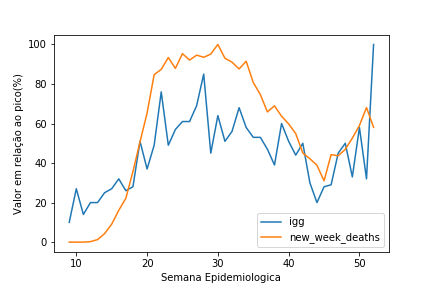 Valor em relação ao pico(%)
100
80
60
40
20
0
10
20
30
40
50
Semana Epidemiologica
igg
new_week_deaths